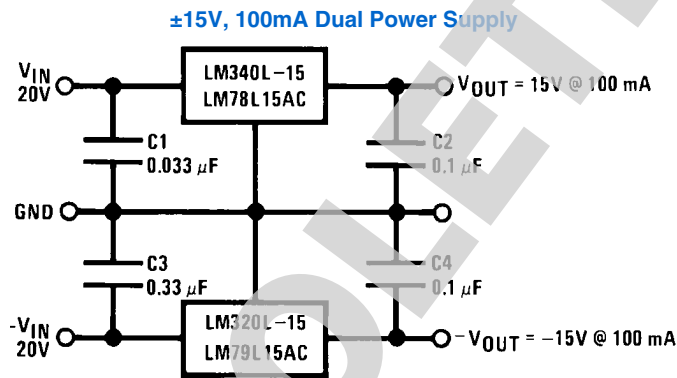 ±15V, 100mA Dual Power Supply
VIN
20V
LM340L-15
LM78L15AC
VOUT = 15V @ 100 mA
C1
0.033 µF
C2
0.1 µF
GND
C3
0.33 µF
C4
0.1 µF
-VIN
20V
LM320L-15
LM79L15AC
-VOUT = -15V @ 100 mA
OLET